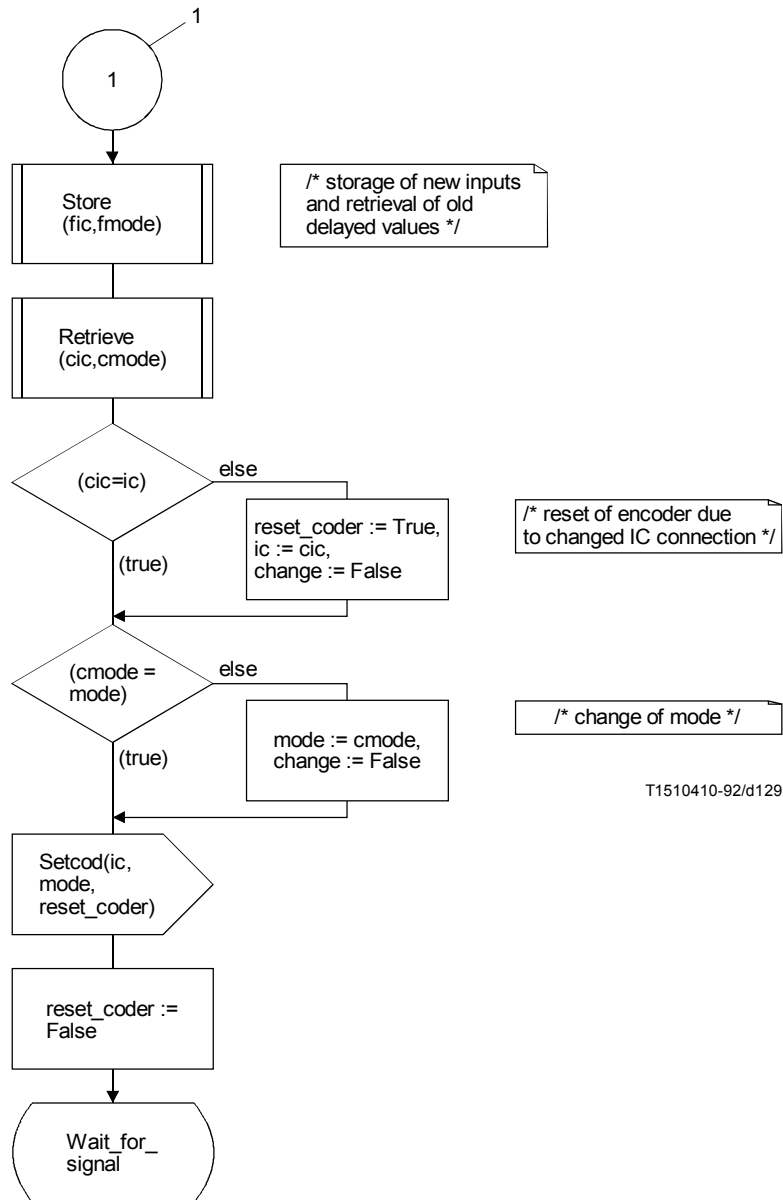 1
1
Store
(fic,fmode)
/* storage of new inputs
and retrieval of old
delayed values */
Retrieve
(cic,cmode)
(cic=ic)
else
reset_coder := True,
ic := cic,
change := False
/* reset of encoder due
to changed IC connection */
(true)
(cmode =
mode)
else
mode := cmode,
change := False
/* change of mode */
(true)
T1510410-92/d129
Setcod(ic,
mode,
reset_coder)
reset_coder :=
False
Wait_for_
signal